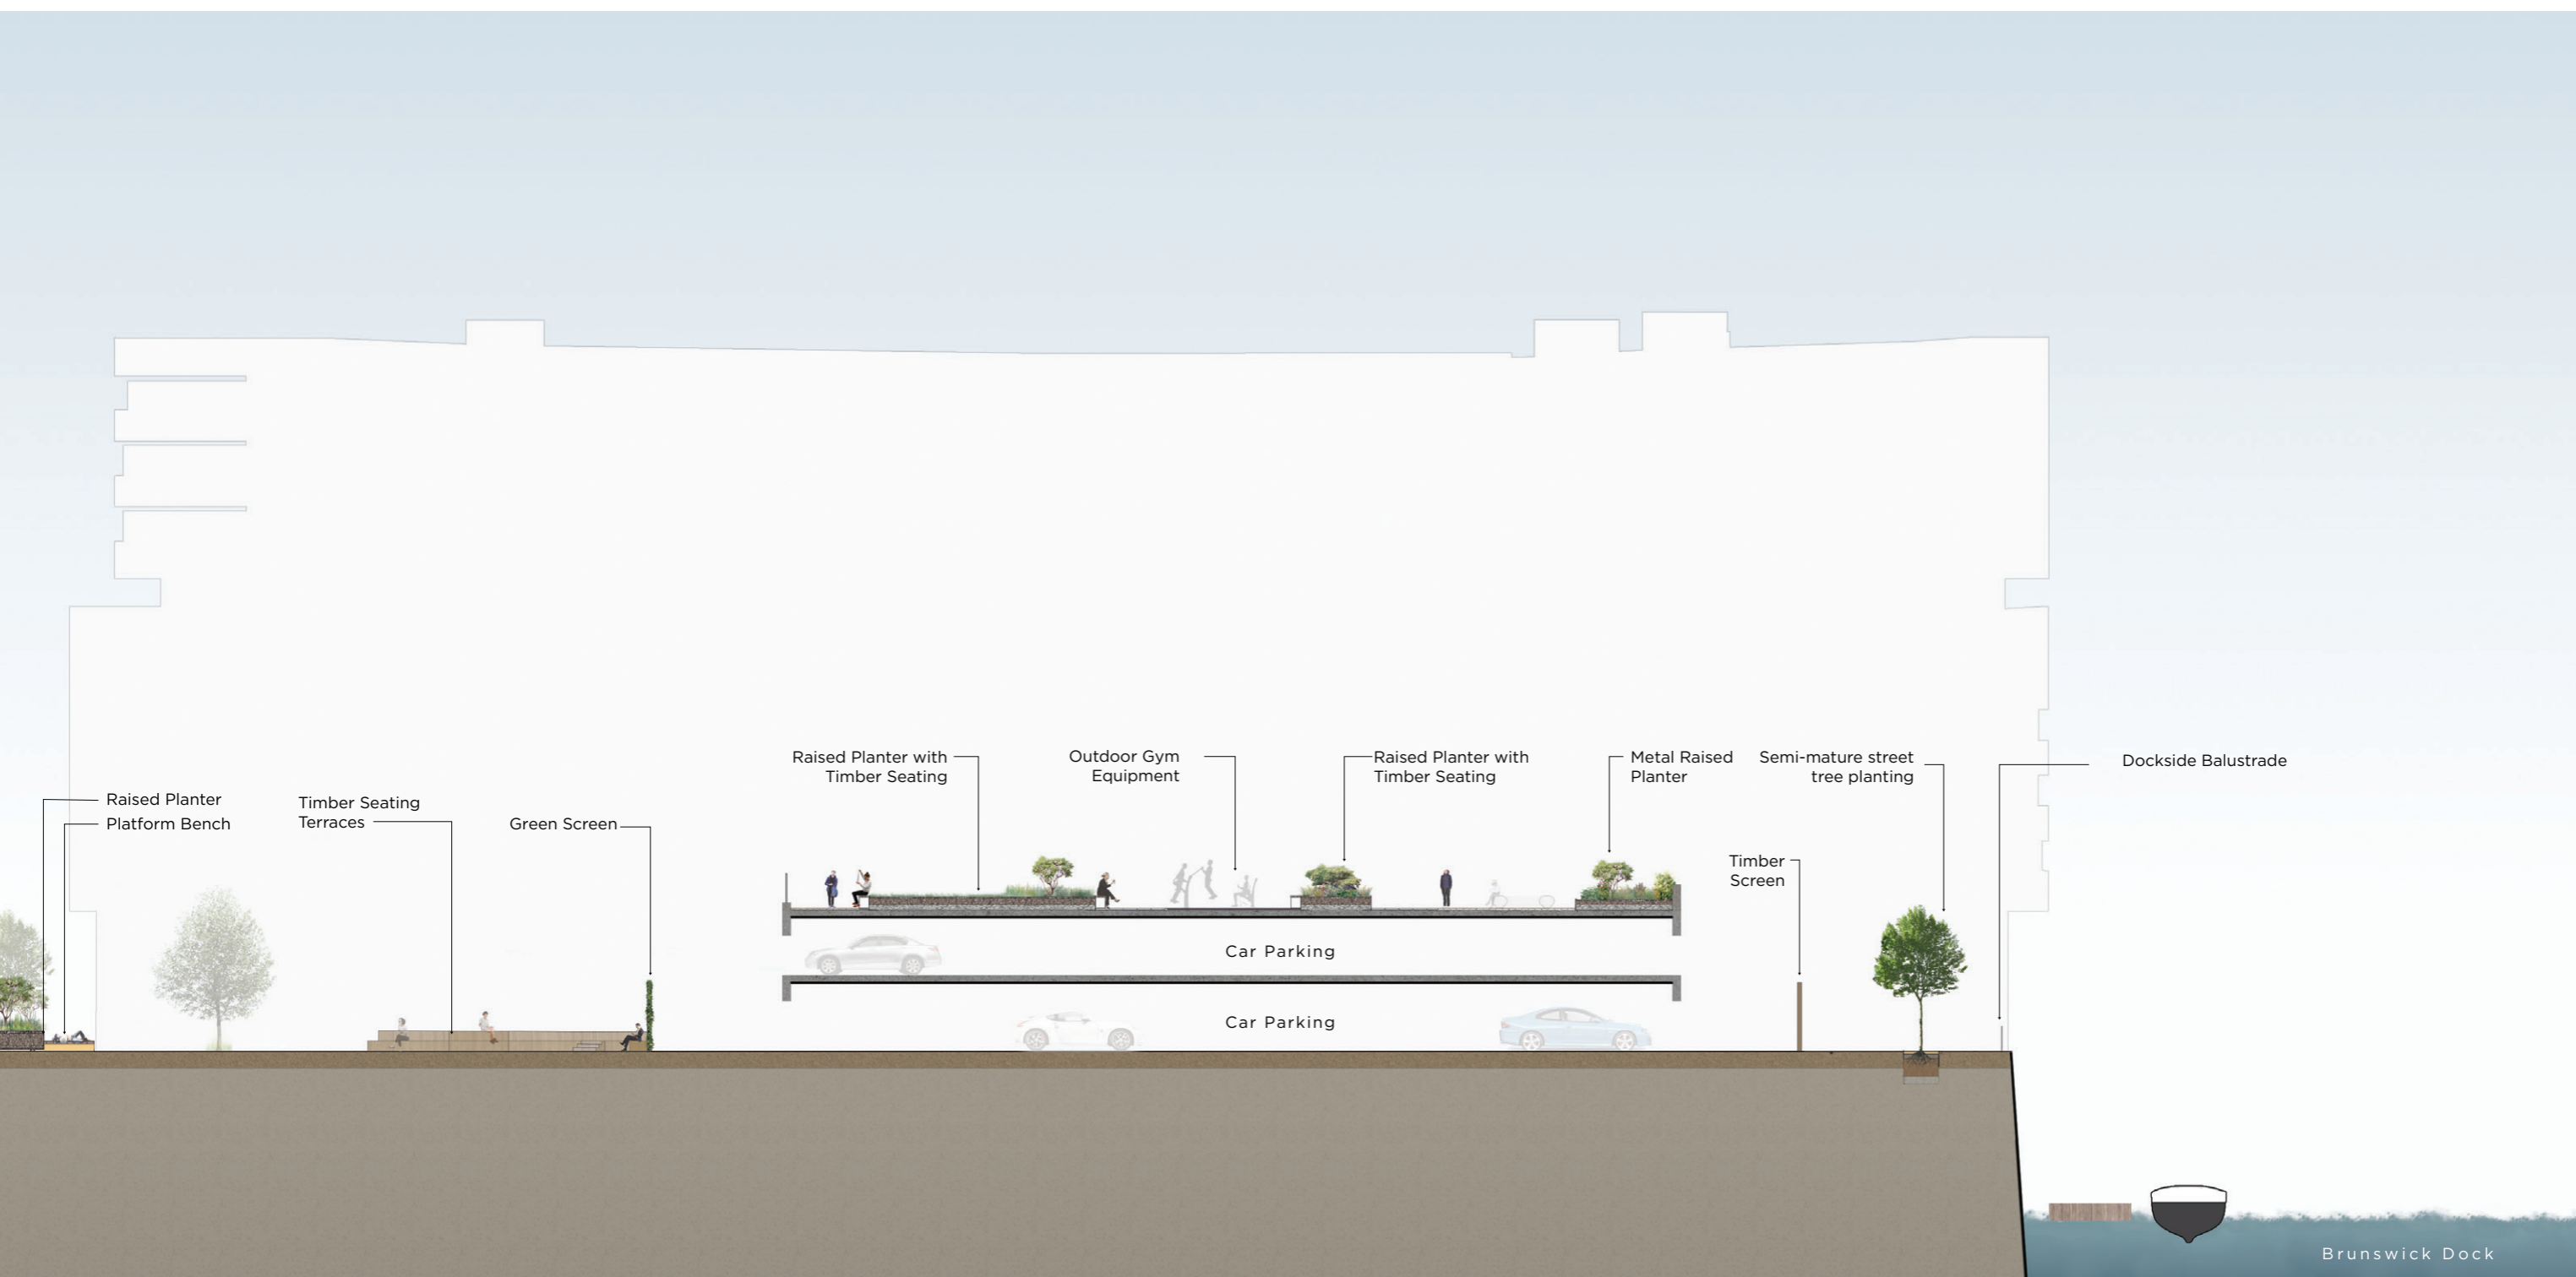 Raised Planter with
Timber Seating
Outdoor Gym
Equipment
Raised Planter with
Timber Seating
Metal Raised
Planter
Semi-mature street
tree planting
Dockside Balustrade
Raised Planter
Platform Bench
Timber Seating
Terraces
Green Screen
Timber
Screen
Car Parking
Car Parking
Brunswick Dock